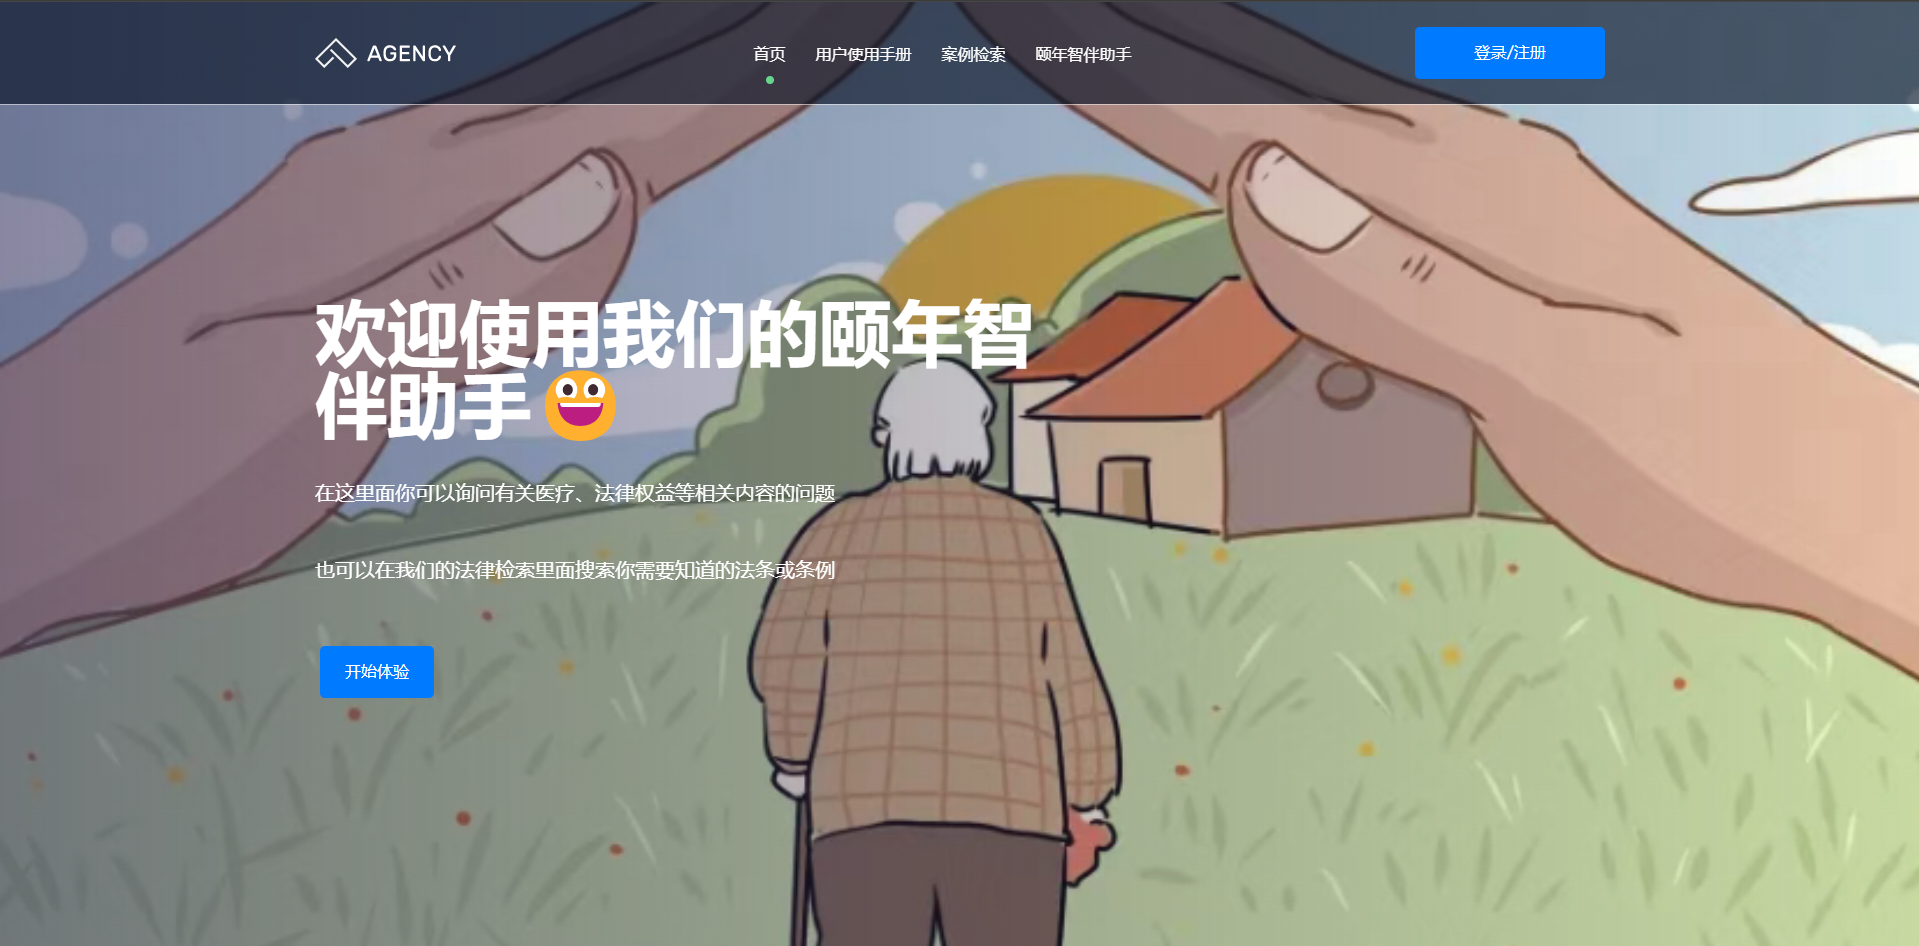 AGENCY
首页 用户使用手册 案例检索 颐年智伴助手
登录/注册
欢迎使用我们的颐年智
伴助手
在这里面你可以询问有关医疗、法律权益等相关内容的问题
也可以在我们的法律检索里面搜索你需要知道的法条或条例
开始体验